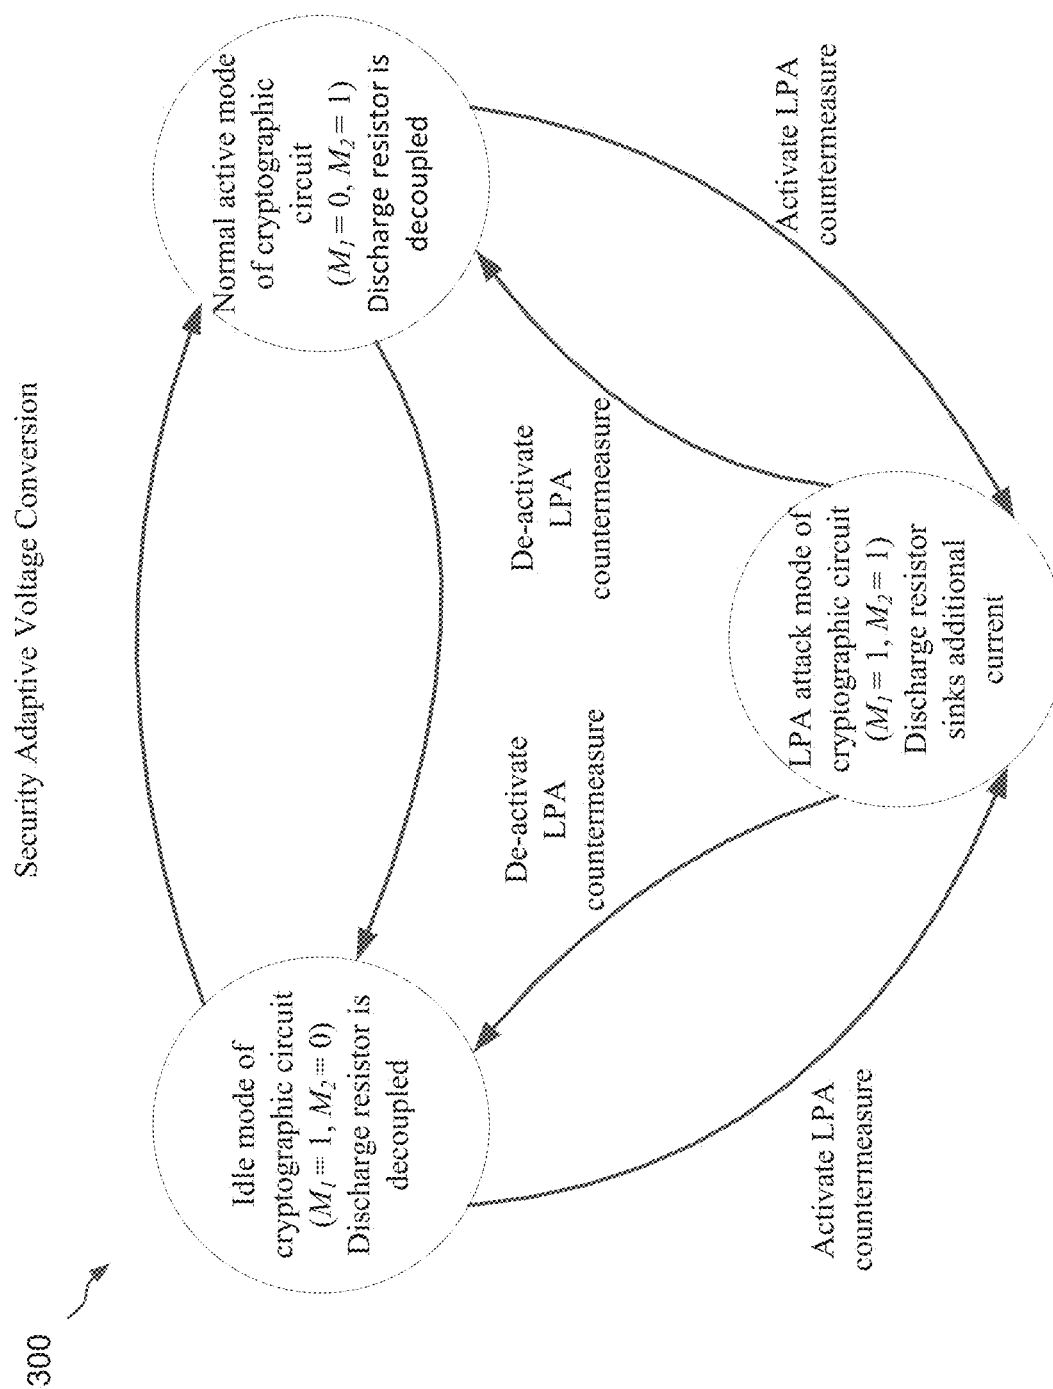 300
Security Adaptive Voltage Conversion
Idle mode of
cryptographic circuit
(M1 = 1, M2 = 0)
Discharge resistor is
decoupled
Normal active mode
of cryptographic
circuit
(M1 = 0, M2 = 1)
Discharge resistor is
decoupled
De-activate
LPA
countermeasure
De-activate
LPA
countermeasure
LPA attack mode of
cryptographic circuit
(M1 = 1, M2 = 1)
Discharge resistor
sinks additional
current
Activate LPA
countermeasure
Activate LPA
countermeasure